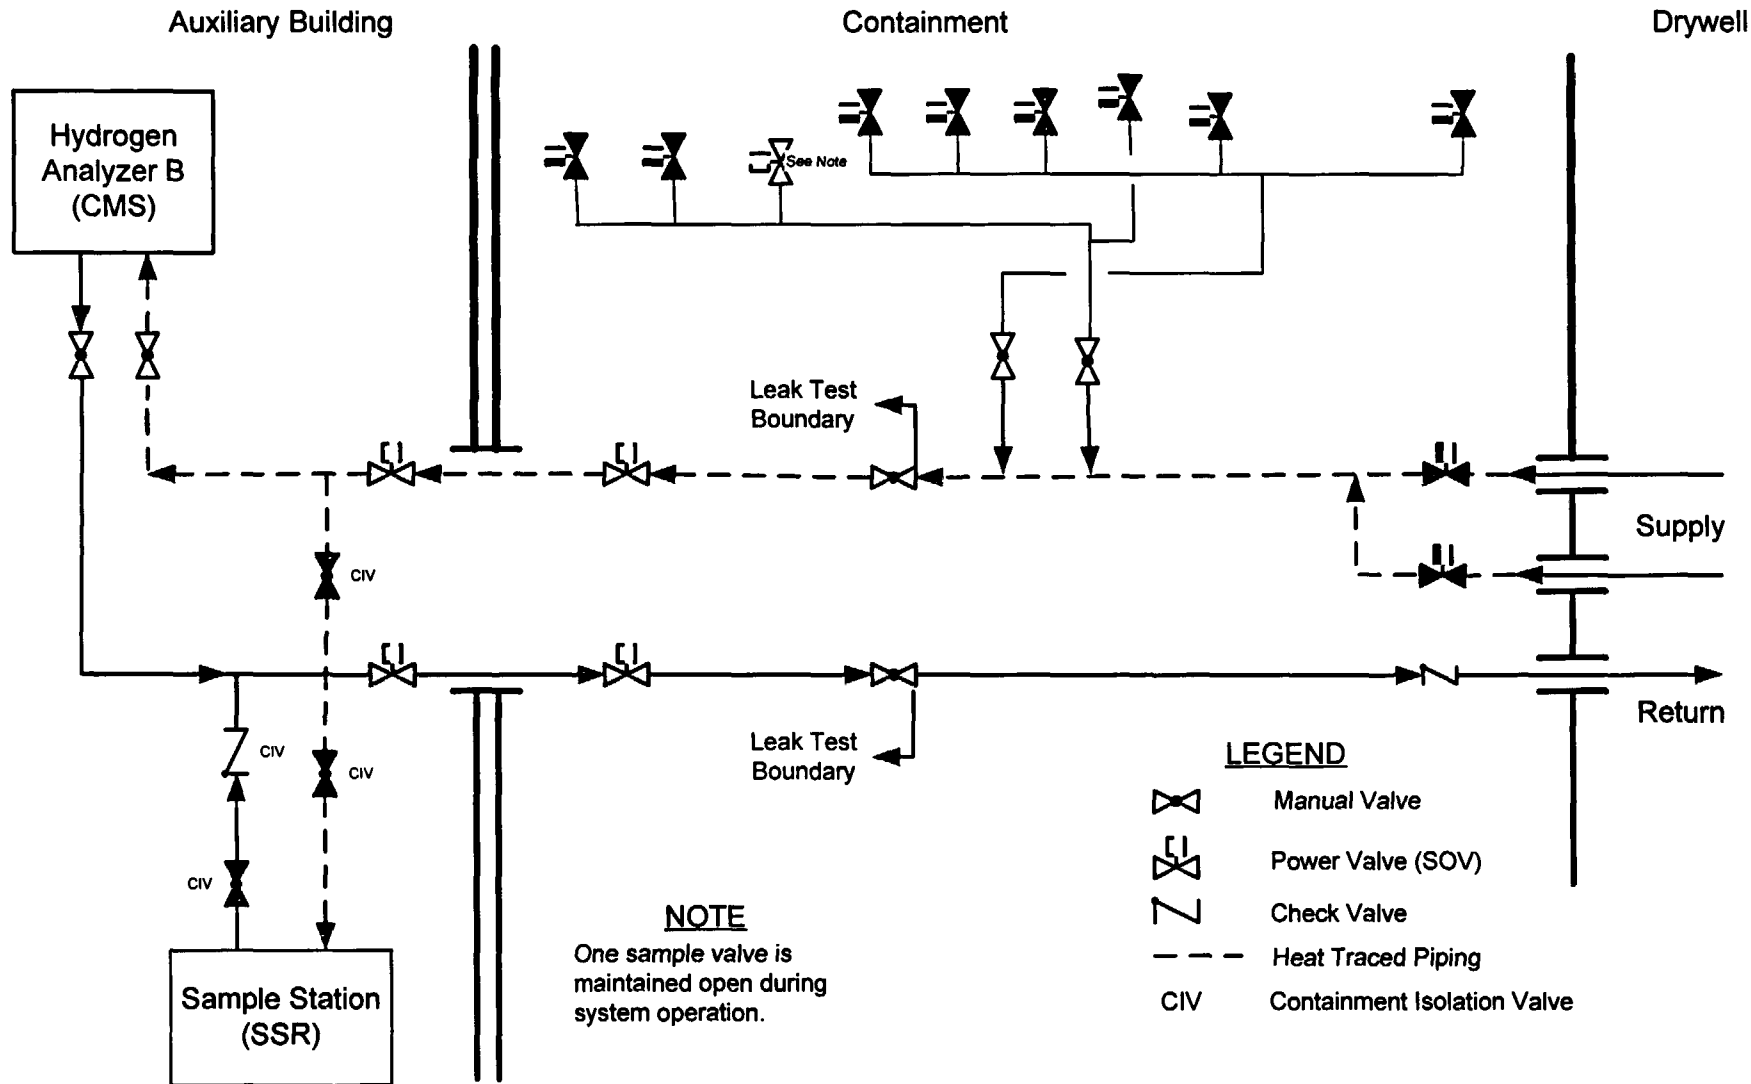 Auxiliary Building
Containment
Drywell
Hydrogen
Analyzer B
(CMS)
See Note
Leak Test
Boundary
Supply
CIV
Return
Leak Test
Boundary
CIV
CIV
CIV
Sample Station
(SSR)
NOTE
One sample valve is
maintained open during
system operation.
LEGEND
Manual Valve
Power Valve (SOV)
Check Valve
Heat Traced Piping
CIV Containment Isolation Valve